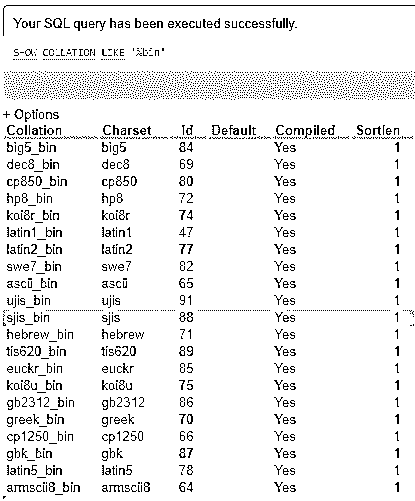 Your SQL query has been executed successfully.
SHOW COLLATION LIKE '%bin'
+ Options
Collation Charset Id Default Compiled Sortlen
big5_bin big5 84 Yes 1
dec8_bin dec8 69 Yes 1
cp850_bin cp850 80 Yes 1
hp8_bin hp8 72 Yes 1
koi8r_bin koi8r 74 Yes 1
latin1_bin latin1 47 Yes 1
latin2_bin latin2 77 Yes 1
swe7_bin swe7 82 Yes 1
ascii_bin ascii 65 Yes 1
ujis_bin ujis 91 Yes 1
sjis_bin sjis 88 Yes 1
hebrew_bin hebrew 71 Yes 1
tis620_bin tis620 89 Yes 1
euckr_bin euckr 85 Yes 1
koi8u_bin koi8u 75 Yes 1
gb2312_bin gb2312 86 Yes 1
greek_bin greek 70 Yes 1
cp1250_bin cp1250 66 Yes 1
gbk_bin gbk 87 Yes 1
latin5_bin latin5 78 Yes 1
armscii8_bin armscii8 64 Yes 1